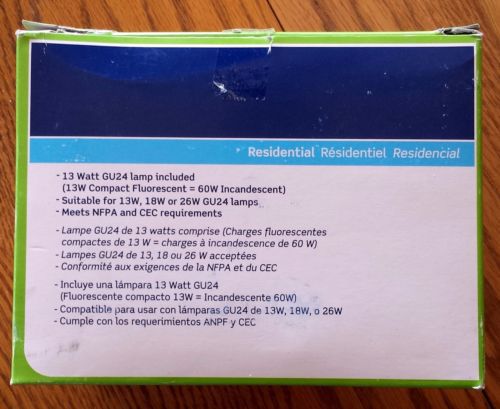 Residential Résidentiel Residencial
- 13 Watt GU24 lamp included
(13W Compact Fluorescent = 60W Incandescent)
- Suitable for 13W, 18W or 26W GU24 lamps
- Meets NFPA and CEC requirements
- Lampe GU24 de 13 watts comprise (Charges fluorescentes
compactes de 13 W = charges à incandescence de 60 W)
- Lampes GU24 de 13, 18 ou 26 W acceptées
- Conformité aux exigences de la NFPA et du CEC
- Incluye una lámpara 13 Watt GU24
(Fluorescente compacto 13W = Incandescente 60W)
- Compatible para usar con lámparas GU24 de 13W, 18W, o 26W
- Cumple con los requerimientos ANPF y CEC